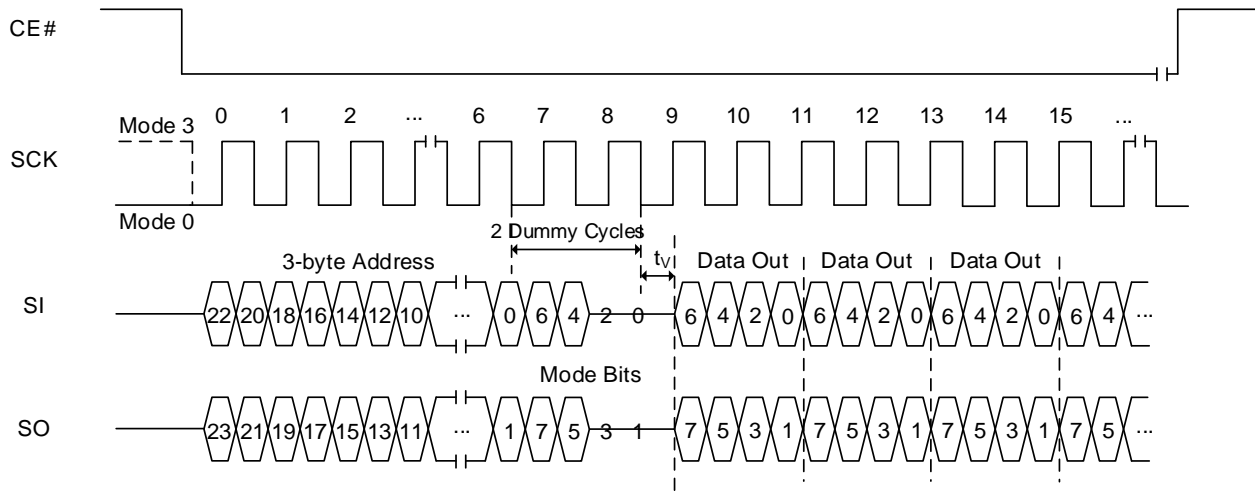 CE#
0 1 2 ... 6 7 8 9 10 11 12 13 14 15 ...
Mode 3
SCK
Mode 0
2 Dummy Cycles
3-byte Address tV Data Out Data Out Data Out
SI 22 20 18 16 14 12 10 ... 0 6 4 2 0 6 4 2 0 6 4 2 0 6 4 2 0 6 4 ...
Mode Bits
SO 23 21 19 17 15 13 11 ... 1 7 5 3 1 7 5 3 1 7 5 3 1 7 5 3 1 7 5 ...